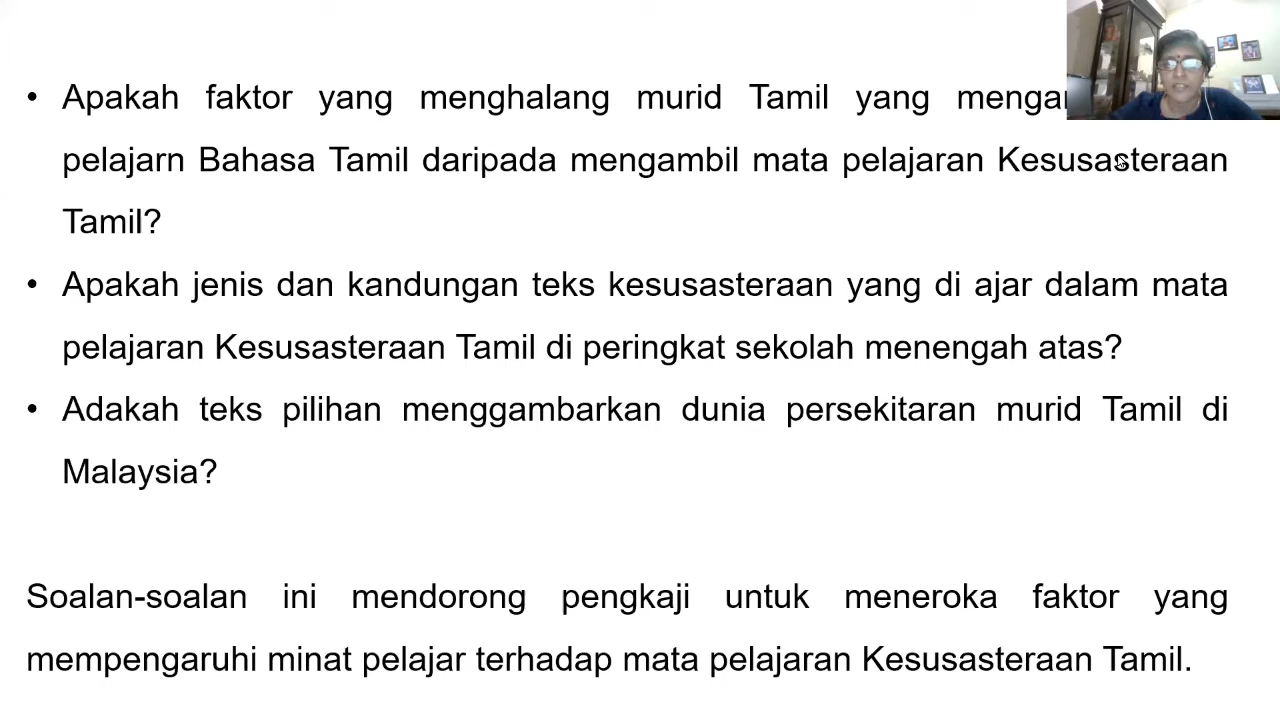 • Apakah faktor yang menghalang murid Tamil yang
pelajarn Bahasa Tamil daripada mengambil mata pelajaran Kesusasteraan
Tamil?
• Apakah jenis dan kandungan teks kesusasteraan yang di ajar dalam mata
pelajaran Kesusasteraan Tamil di peringkat sekolah menengah atas?
• Adakah teks pilihan menggambarkan dunia persekitaran murid Tamil di
Malaysia?
Soalan-soalan ini mendorong pengkaji untuk meneroka faktor yang
mempengaruhi minat pelajar terhadap mata pelajaran Kesusasteraan Tamil.